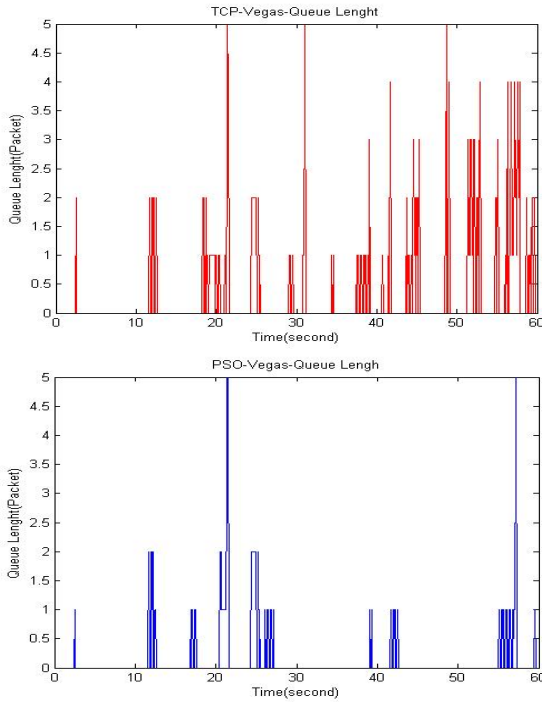 TCP-Vegas-Queue Lenght
5
4.5
4
3.5
3
2.5
2
1.5
1
0.5
0
Queue Lenght(Packet)
0 10 20 30 40 50 60
Time(second)
PSO-Vegas-Queue Lengh
5
4.5
4
3.5
3
2.5
2
1.5
1
0.5
0
Queue Lenght(Packet)
0 10 20 30 40 50 60
Time(second)